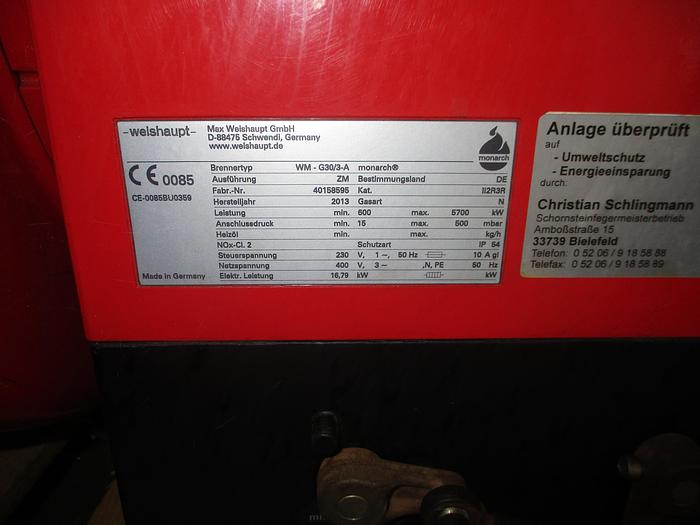 -weishaupt-
Max Weishaupt GmbH
D-88475 Schwendi, Germany
www.weishaupt.de
monarch
CE 0085
CE-0085BU0359
Brennertyp WM - G30/3-A monarch®
Ausführung ZM Bestimmungsland DE
Fabr.-Nr. 40158595 Kat. II2R3R
Herstelljahr 2013 Gasart N
Leistung min. 600 max. 5700 kW
Anschlussdruck min. 15 max. 500 mbar
Heizöl min. max. kg/h
NOx-Cl. 2 Schutzart IP 54
Steuerspannung 230 V, 1 ~, 50 Hz 10 A gl
Netzspannung 400 V, 3 ~ ,N, PE 50 Hz
Elektr. Leistung 16,79 kW kW
Made in Germany
Anlage überprüft
auf
- Umweltschutz
- Energieeinsparung
durch:
Christian Schlingmann
Schornsteinfegermeisterbetrieb
Amboßstraße 15
33739 Bielefeld
Telefon: 0 52 06 / 9 18 58 88
Telefax: 0 52 06 / 9 18 58 89